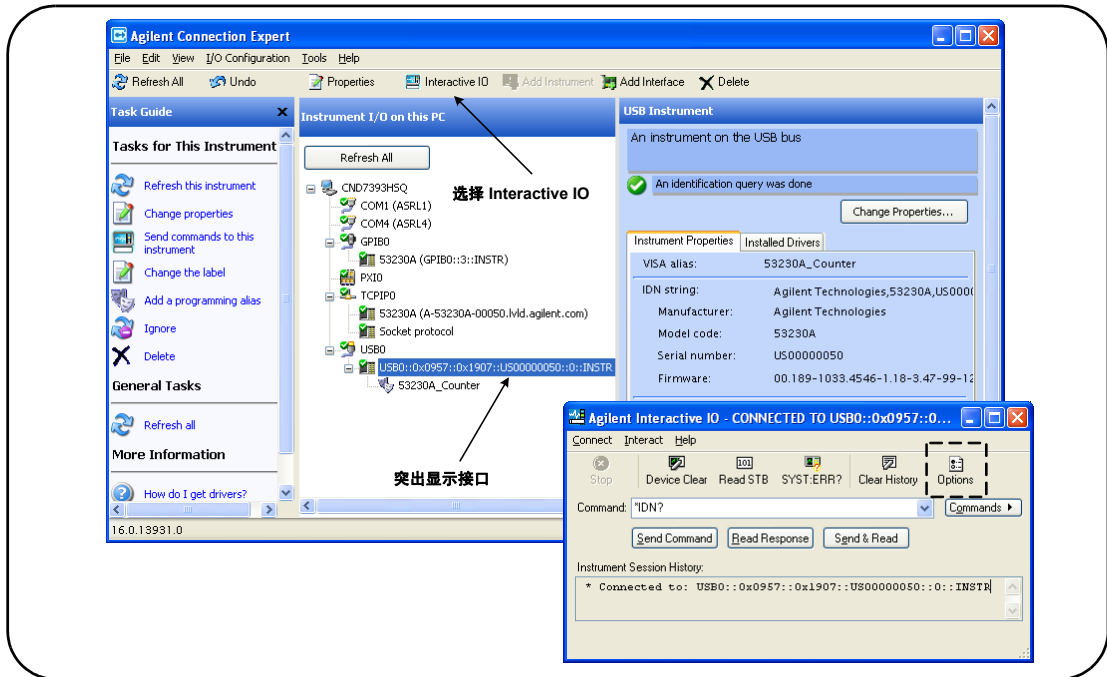 Agilent Connection Expert
File Edit View I/O Configuration Tools Help
Refresh All Undo Properties Interactive IO Add Instrument Add Interface Delete
Task Guide
Tasks for This Instrument
Refresh this instrument
Change properties
Send commands to this
instrument
Change the label
Add a programming alias
Ignore
Delete
General Tasks
Refresh all
More Information
How do I get drivers?
16.0.13931.0
Instrument I/O on this PC
Refresh All
CND7393H5Q
COM1 (ASRL1)
COM4 (ASRL4)
GPIB0
53230A (GPIB0::3::INSTR)
PXI0
TCPIP0
53230A (A-53230A-00050.lvld.agilent.com)
Socket protocol
USB0
USB0::0x0957::0x1907::US00000050::0::INSTR
53230A_Counter
选择 Interactive IO
突出显示接口
USB Instrument
An instrument on the USB bus
An identification query was done
Change Properties...
Instrument Properties Installed Drivers
VISA alias: 53230A_Counter
IDN string: Agilent Technologies,53230A,US000(
Manufacturer: Agilent Technologies
Model code: 53230A
Serial number: US00000050
Firmware: 00.189-1033.4546-1.18-3.47-99-12
Agilent Interactive IO - CONNECTED TO USB0::0x0957::0...
Connect Interact Help
Stop Device Clear Read STB SYST:ERR? Clear History Options
Command: *IDN? Commands
Send Command Read Response Send & Read
Instrument Session History:
* Connected to: USB0::0x0957::0x1907::US00000050::0::INSTR